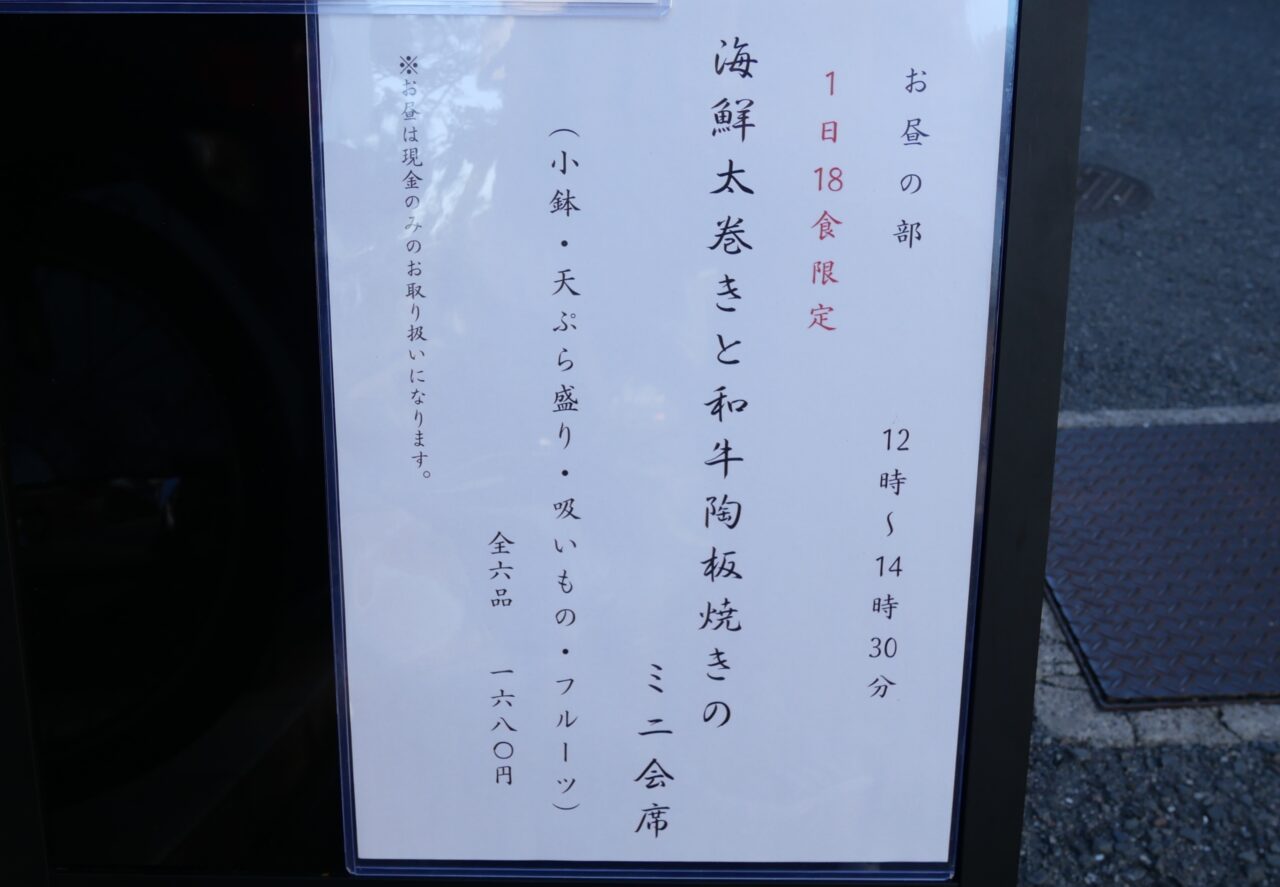 お昼の部 12時〜14時30分
1日18食限定
海鮮太巻きと和牛陶板焼きの
ミニ会席
（小鉢・天ぷら盛り・吸いもの・フルーツ）
全六品 一六八〇円
※お昼は現金のみのお取り扱いになります。